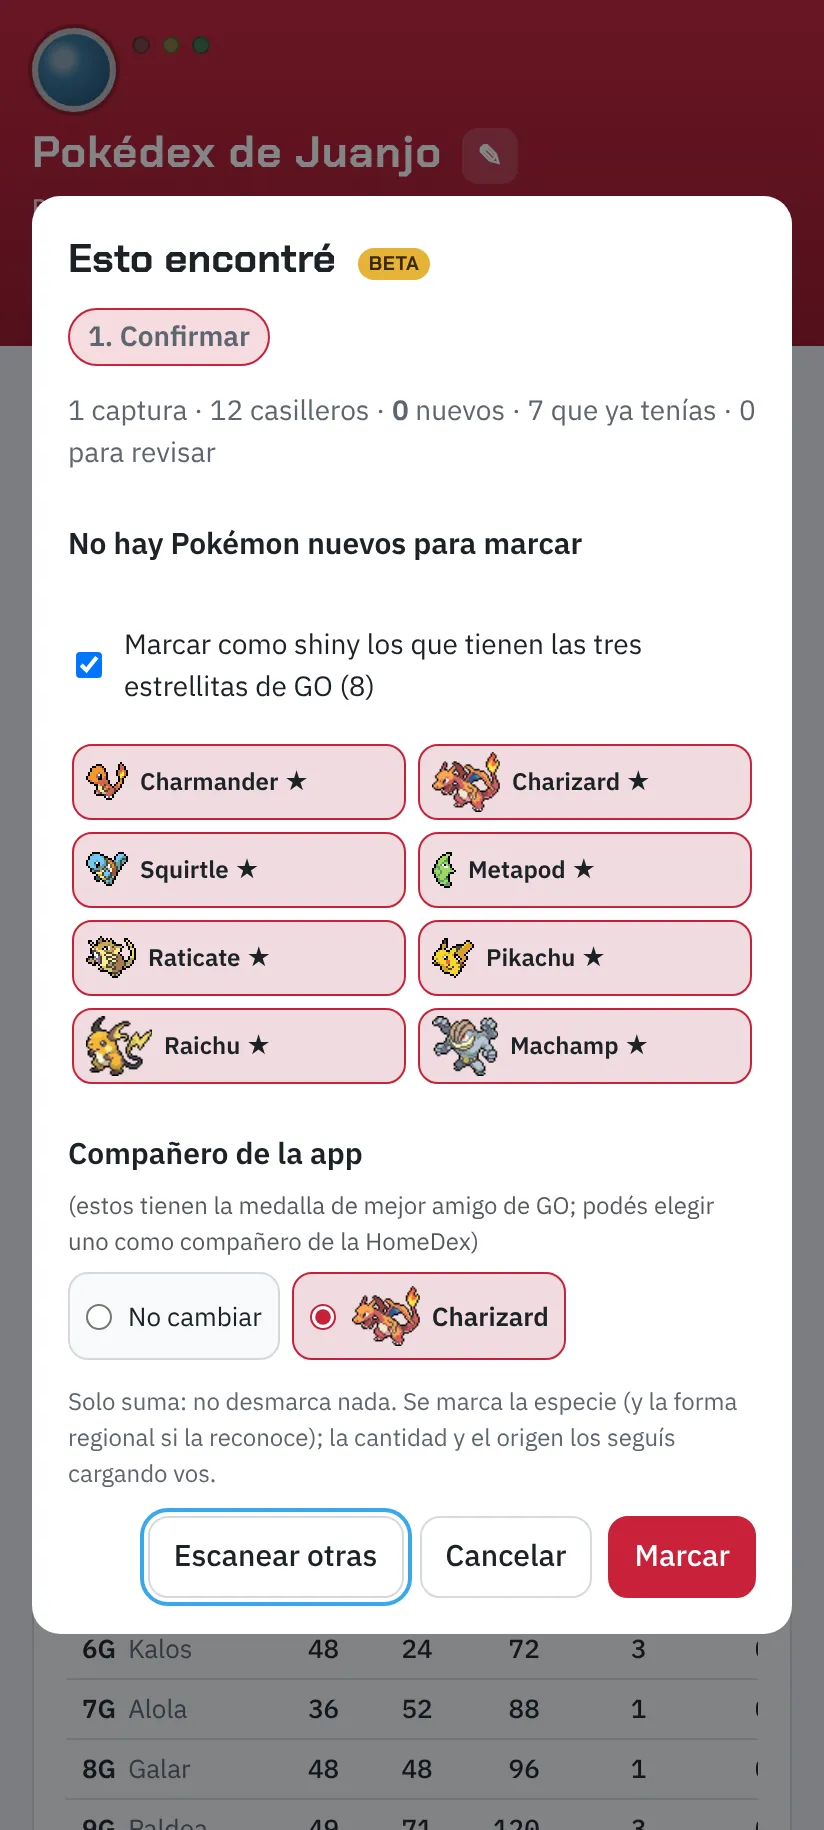 Pokédex de Juanjo
Esto encontré BETA
1. Confirmar
1 captura · 12 casilleros · 0 nuevos · 7 que ya tenías · 0
para revisar
No hay Pokémon nuevos para marcar
Marcar como shiny los que tienen las tres
estrellitas de GO (8)
Charmander ★ Charizard ★
Squirtle ★ Metapod ★
Raticate ★ Pikachu ★
Raichu ★ Machamp ★
Compañero de la app
(estos tienen la medalla de mejor amigo de GO; podés elegir
uno como compañero de la HomeDex)
No cambiar Charizard
Solo suma: no desmarca nada. Se marca la especie (y la forma
regional si la reconoce); la cantidad y el origen los seguís
cargando vos.
Escanear otras Cancelar Marcar
6G Kalos 48 24 72 3
7G Alola 36 52 88 1
8G Galar 48 48 96 1
9G Paldea 49 71 120 3